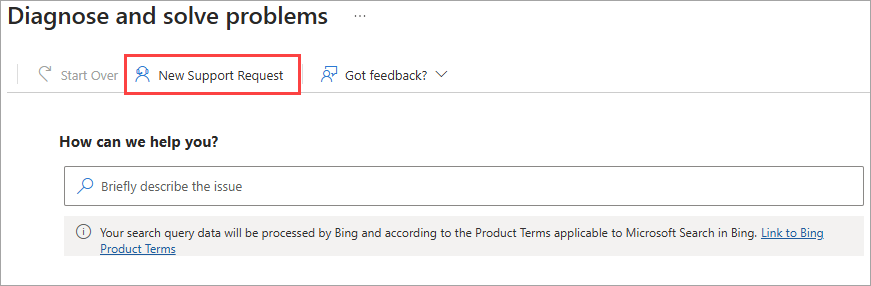 Diagnose and solve problems ...
Start Over New Support Request Got feedback?
How can we help you?
Briefly describe the issue
Your search query data will be processed by Bing and according to the Product Terms applicable to Microsoft Search in Bing. Link to Bing
Product Terms